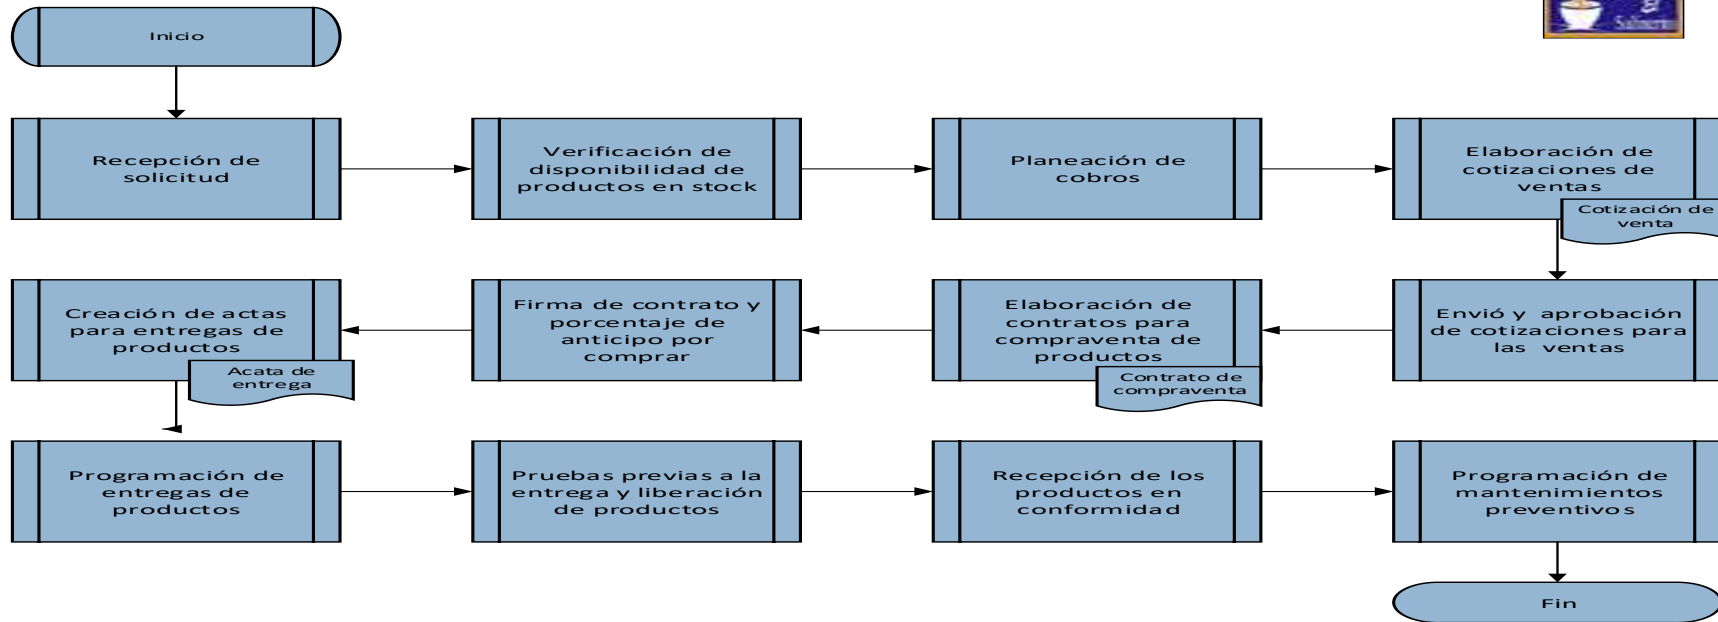 Inicio
Recepción de
solicitud
Verificación de
disponibilidad de
productos en stock
Planeación de
cobros
Elaboración de
cotizaciones de
ventas
Cotización de
venta
Envió y aprobación
de cotizaciones para
las ventas
Elaboración de
contratos para
compraventa de
productos
Contrato de
compraventa
Firma de contrato y
porcentaje de
anticipo por
comprar
Creación de actas
para entregas de
productos
Acata de
entrega
Programación de
entregas de
productos
Pruebas previas a la
entrega y liberación
de productos
Recepción de los
productos en
conformidad
Programación de
mantenimientos
preventivos
Fin